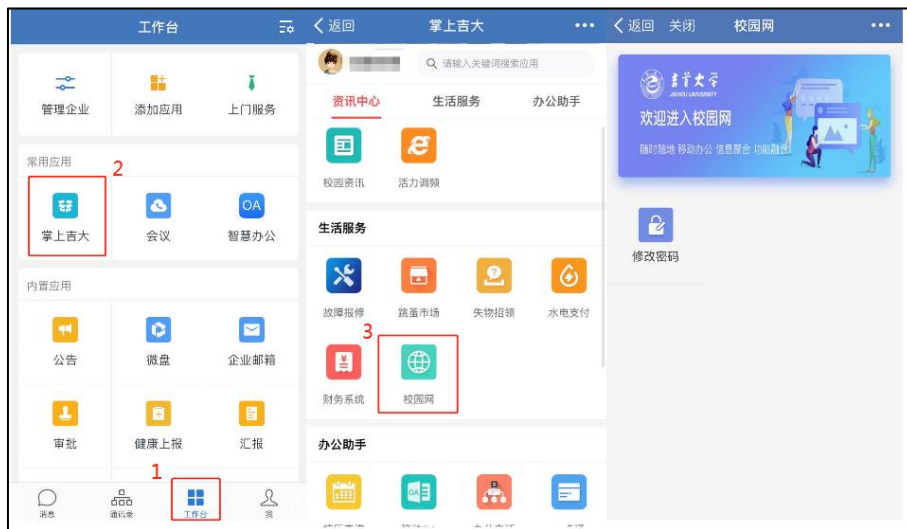 工作台
管理企业 添加应用 上门服务
常用应用
2
掌上吉大 会议 OA 智慧办公
内置应用
公告 微盘 企业邮箱
审批 健康上报 汇报
1
消息 通讯录 工作台 我
返回 掌上吉大
请输入关键词搜索应用
资讯中心 生活服务 办公助手
校园资讯 活力调频
生活服务
故障报修 跳蚤市场 失物招领 水电支付
3
财务系统 校园网
办公助手
OA
返回 关闭 校园网
吉首大学
JISHOU UNIVERSITY
欢迎进入校园网
随时随地 移动办公 信息聚合 功能融合
修改密码